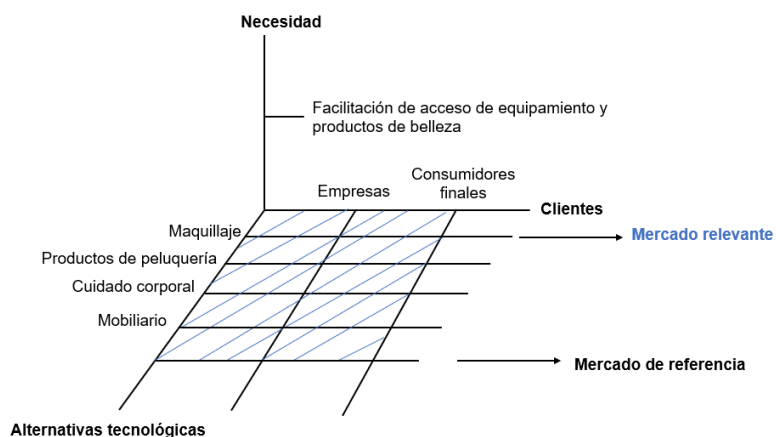 Necesidad
Facilitación de acceso de equipamiento y
productos de belleza
Consumidores
finales
Empresas
Clientes
Maquillaje
Mercado relevante
Productos de peluquería
Cuidado corporal
Mobiliario
Mercado de referencia
Alternativas tecnológicas